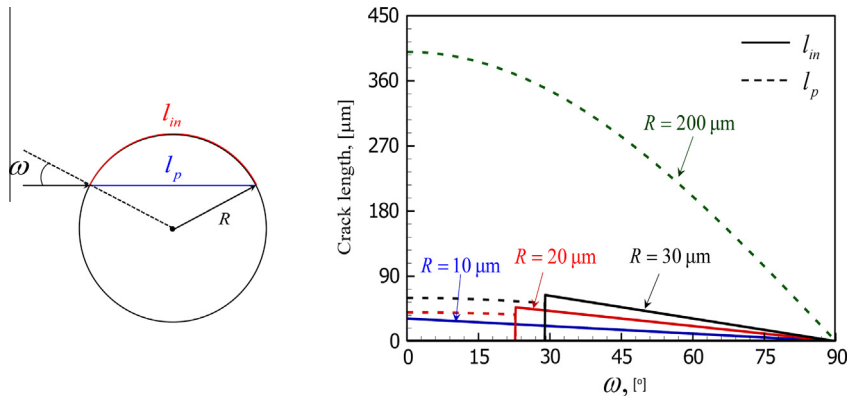 l_in
l_p
ω
R
Crack length, [μm]
450
360
270
180
90
0
l_in
l_p
R = 200 μm
R = 10 μm
R = 20 μm
R = 30 μm
0 15 30 45 60 75 90
ω, [°]